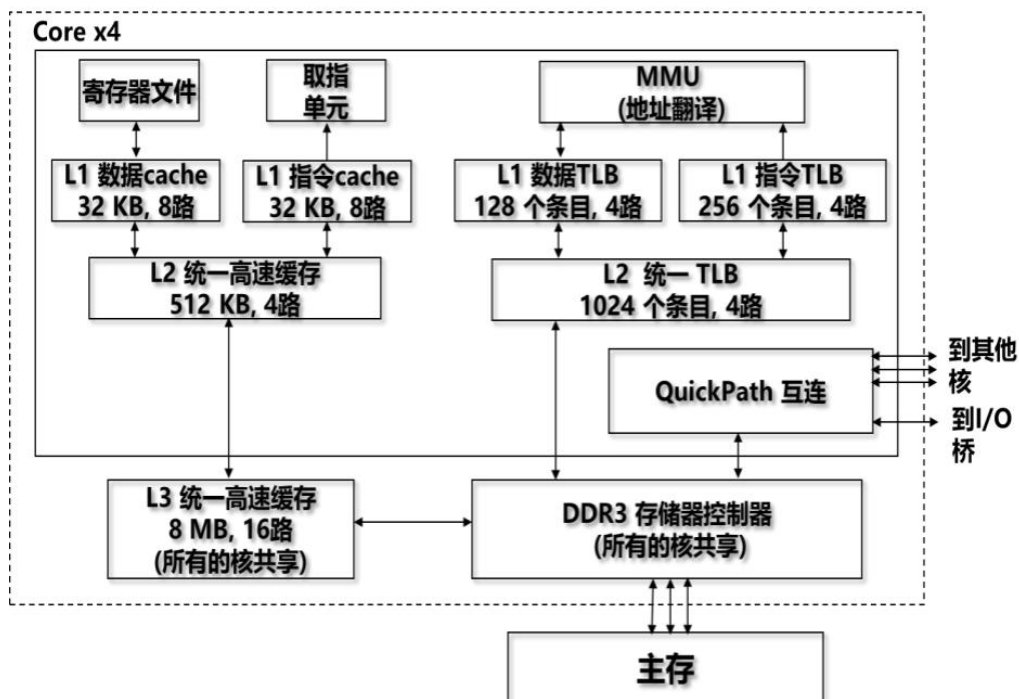 Core x4
寄存器文件
取指
单元
MMU
(地址翻译)
L1 数据cache
32 KB, 8路
L1 指令cache
32 KB, 8路
L1 数据TLB
128 个条目, 4路
L1 指令TLB
256 个条目, 4路
L2 统一高速缓存
512 KB, 4路
L2 统一 TLB
1024 个条目, 4路
QuickPath 互连
到其他
核
到I/O
桥
L3 统一高速缓存
8 MB, 16路
(所有的核共享)
DDR3 存储器控制器
(所有的核共享)
主存